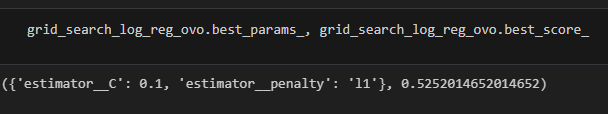 grid_search_log_reg_ovo.best_params_, grid_search_log_reg_ovo.best_score_
({'estimator__C': 0.1, 'estimator__penalty': 'l1'}, 0.5252014652014652)